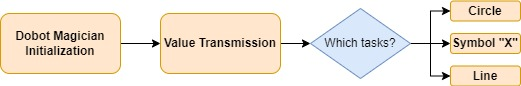 Dobot Magician
Initialization
Value Transmission
Which tasks?
Circle
Symbol "X"
Line